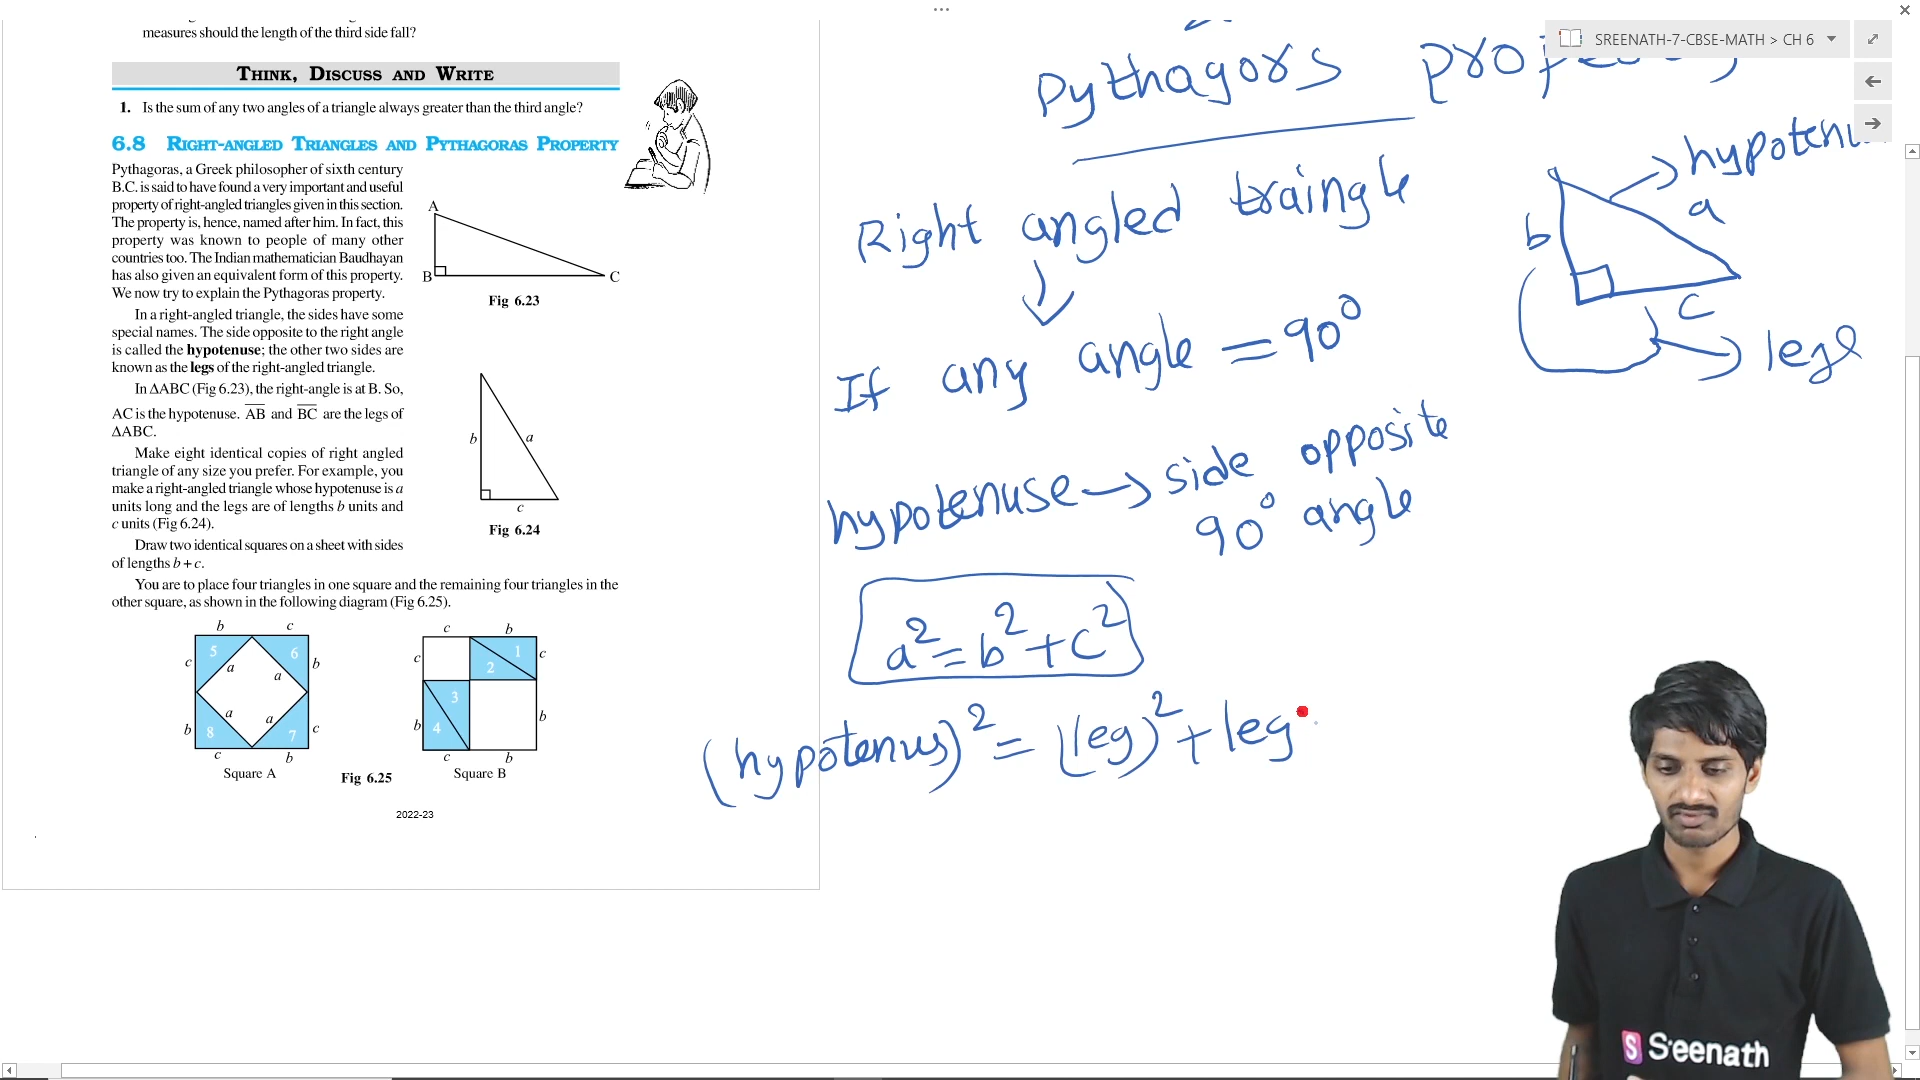 measures should the length of the third side fall?
THINK, DISCUSS AND WRITE
1. Is the sum of any two angles of a triangle always greater than the third angle?
6.8 RIGHT-ANGLED TRIANGLES AND PYTHAGORAS PROPERTY
Pythagoras, a Greek philosopher of sixth century
B.C. is said to have found a very important and useful
property of right-angled triangles given in this section.
The property is, hence, named after him. In fact, this
property was known to people of many other
countries too. The Indian mathematician Baudhayan
has also given an equivalent form of this property.
We now try to explain the Pythagoras property.
In a right-angled triangle, the sides have some
special names. The side opposite to the right angle
is called the hypotenuse; the other two sides are
known as the legs of the right-angled triangle.
In ΔABC (Fig 6.23), the right-angle is at B. So,
AC is the hypotenuse. AB and BC are the legs of
ΔABC.
Make eight identical copies of right angled
triangle of any size you prefer. For example, you
make a right-angled triangle whose hypotenuse is a
units long and the legs are of lengths b units and
c units (Fig 6.24).
Draw two identical squares on a sheet with sides
of lengths b + c.
You are to place four triangles in one square and the remaining four triangles in the
other square, as shown in the following diagram (Fig 6.25).
A
B
C
Fig 6.23
b
a
c
Fig 6.24
b c
5 6
c a a b
b a a c
8 7
c b
Square A
Fig 6.25
c b
c 1 c
2
3
b 4 b
c b
Square B
2022-23
SREENATH-7-CBSE-MATH > CH 6
Pythagors
Right angled traingle
If any angle = 90°
hypotenuse → side opposite
90° angle
a² = b² + c²
(hypotenus)² = (leg)² + leg
b
a
c
legs
S Sreenath